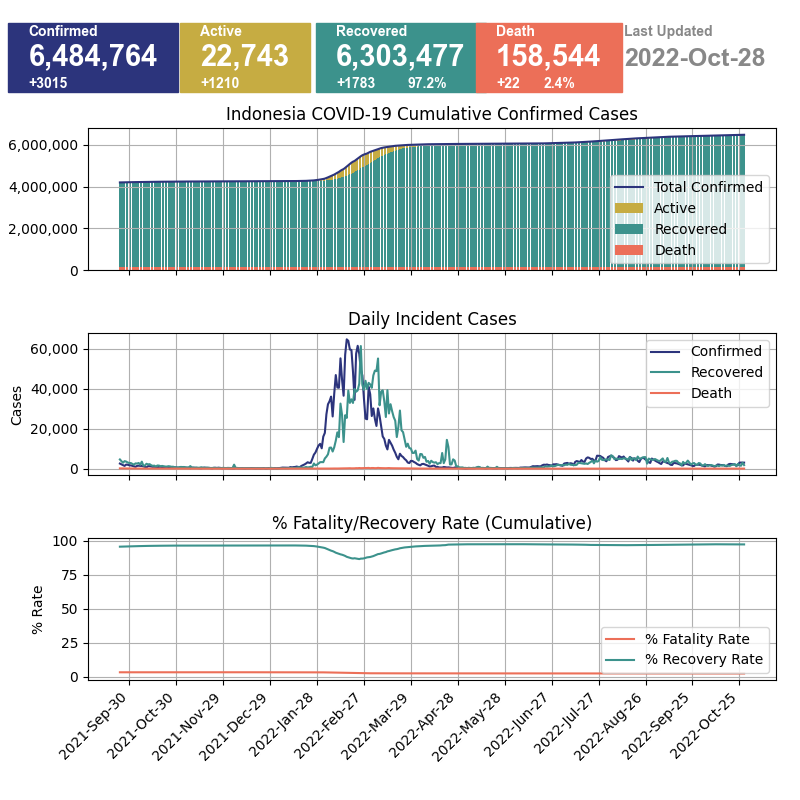 Confirmed
6,484,764
+3015
Active
22,743
+1210
Recovered
6,303,477
+1783 97.2%
Death
158,544
+22 2.4%
Last Updated
2022-Oct-28
Indonesia COVID-19 Cumulative Confirmed Cases
6,000,000
4,000,000
2,000,000
0
Total Confirmed
Active
Recovered
Death
Daily Incident Cases
Cases
60,000
40,000
20,000
0
Confirmed
Recovered
Death
% Fatality/Recovery Rate (Cumulative)
% Rate
100
75
50
25
0
% Fatality Rate
% Recovery Rate
2021-Sep-30
2021-Oct-30
2021-Nov-29
2021-Dec-29
2022-Jan-28
2022-Feb-27
2022-Mar-29
2022-Apr-28
2022-May-28
2022-Jun-27
2022-Jul-27
2022-Aug-26
2022-Sep-25
2022-Oct-25